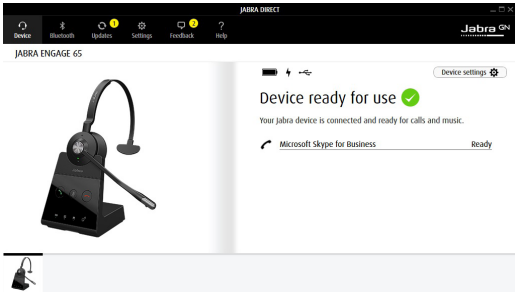 JABRA DIRECT
Device
Bluetooth
1
Updates
Settings
2
Feedback
?
Help
Jabra GN
JABRA ENGAGE 65
Device settings
Device ready for use
Your Jabra device is connected and ready for calls and music.
Microsoft Skype for Business Ready